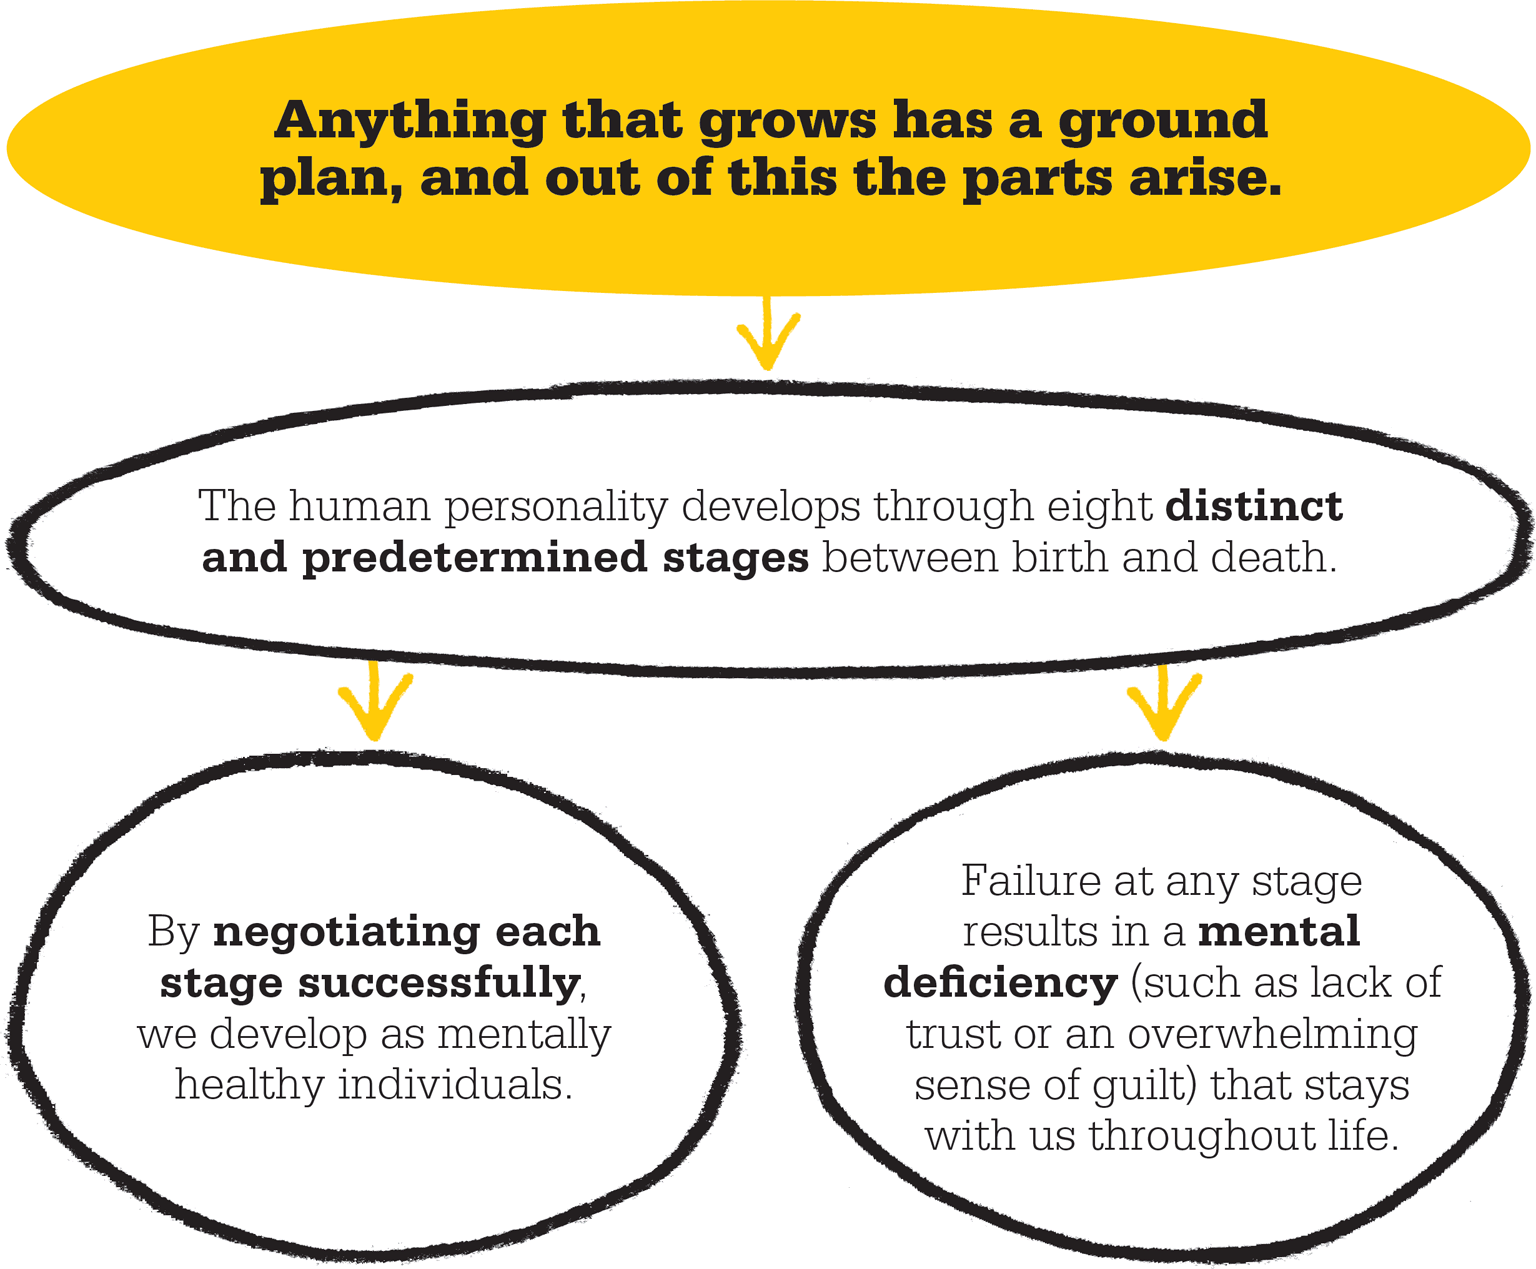 Anything that grows has a ground
plan, and out of this the parts arise.
The human personality develops through eight distinct
and predetermined stages between birth and death.
By negotiating each
stage successfully,
we develop as mentally
healthy individuals.
Failure at any stage
results in a mental
deficiency (such as lack of
trust or an overwhelming
sense of guilt) that stays
with us throughout life.